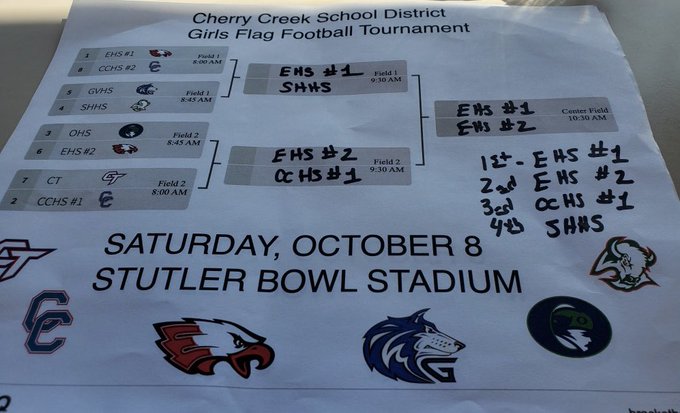 Cherry Creek School District
Girls Flag Football Tournament
1 EHS #1
8 CCHS #2
Field 1
8:00 AM
5 GVHS
4 SHHS
Field 1
8:45 AM
3 OHS
6 EHS #2
Field 2
8:45 AM
7 CT
2 CCHS #1
Field 2
8:00 AM
EHS #1
SHHS
Field 1
9:30 AM
EHS #2
CCHS #1
Field 2
9:30 AM
EHS #1
EHS #2
Center Field
10:30 AM
1st - EHS #1
2nd EHS #2
3rd CCHS #1
4th SHHS
SATURDAY, OCTOBER 8
STUTLER BOWL STADIUM
CT
CC
G